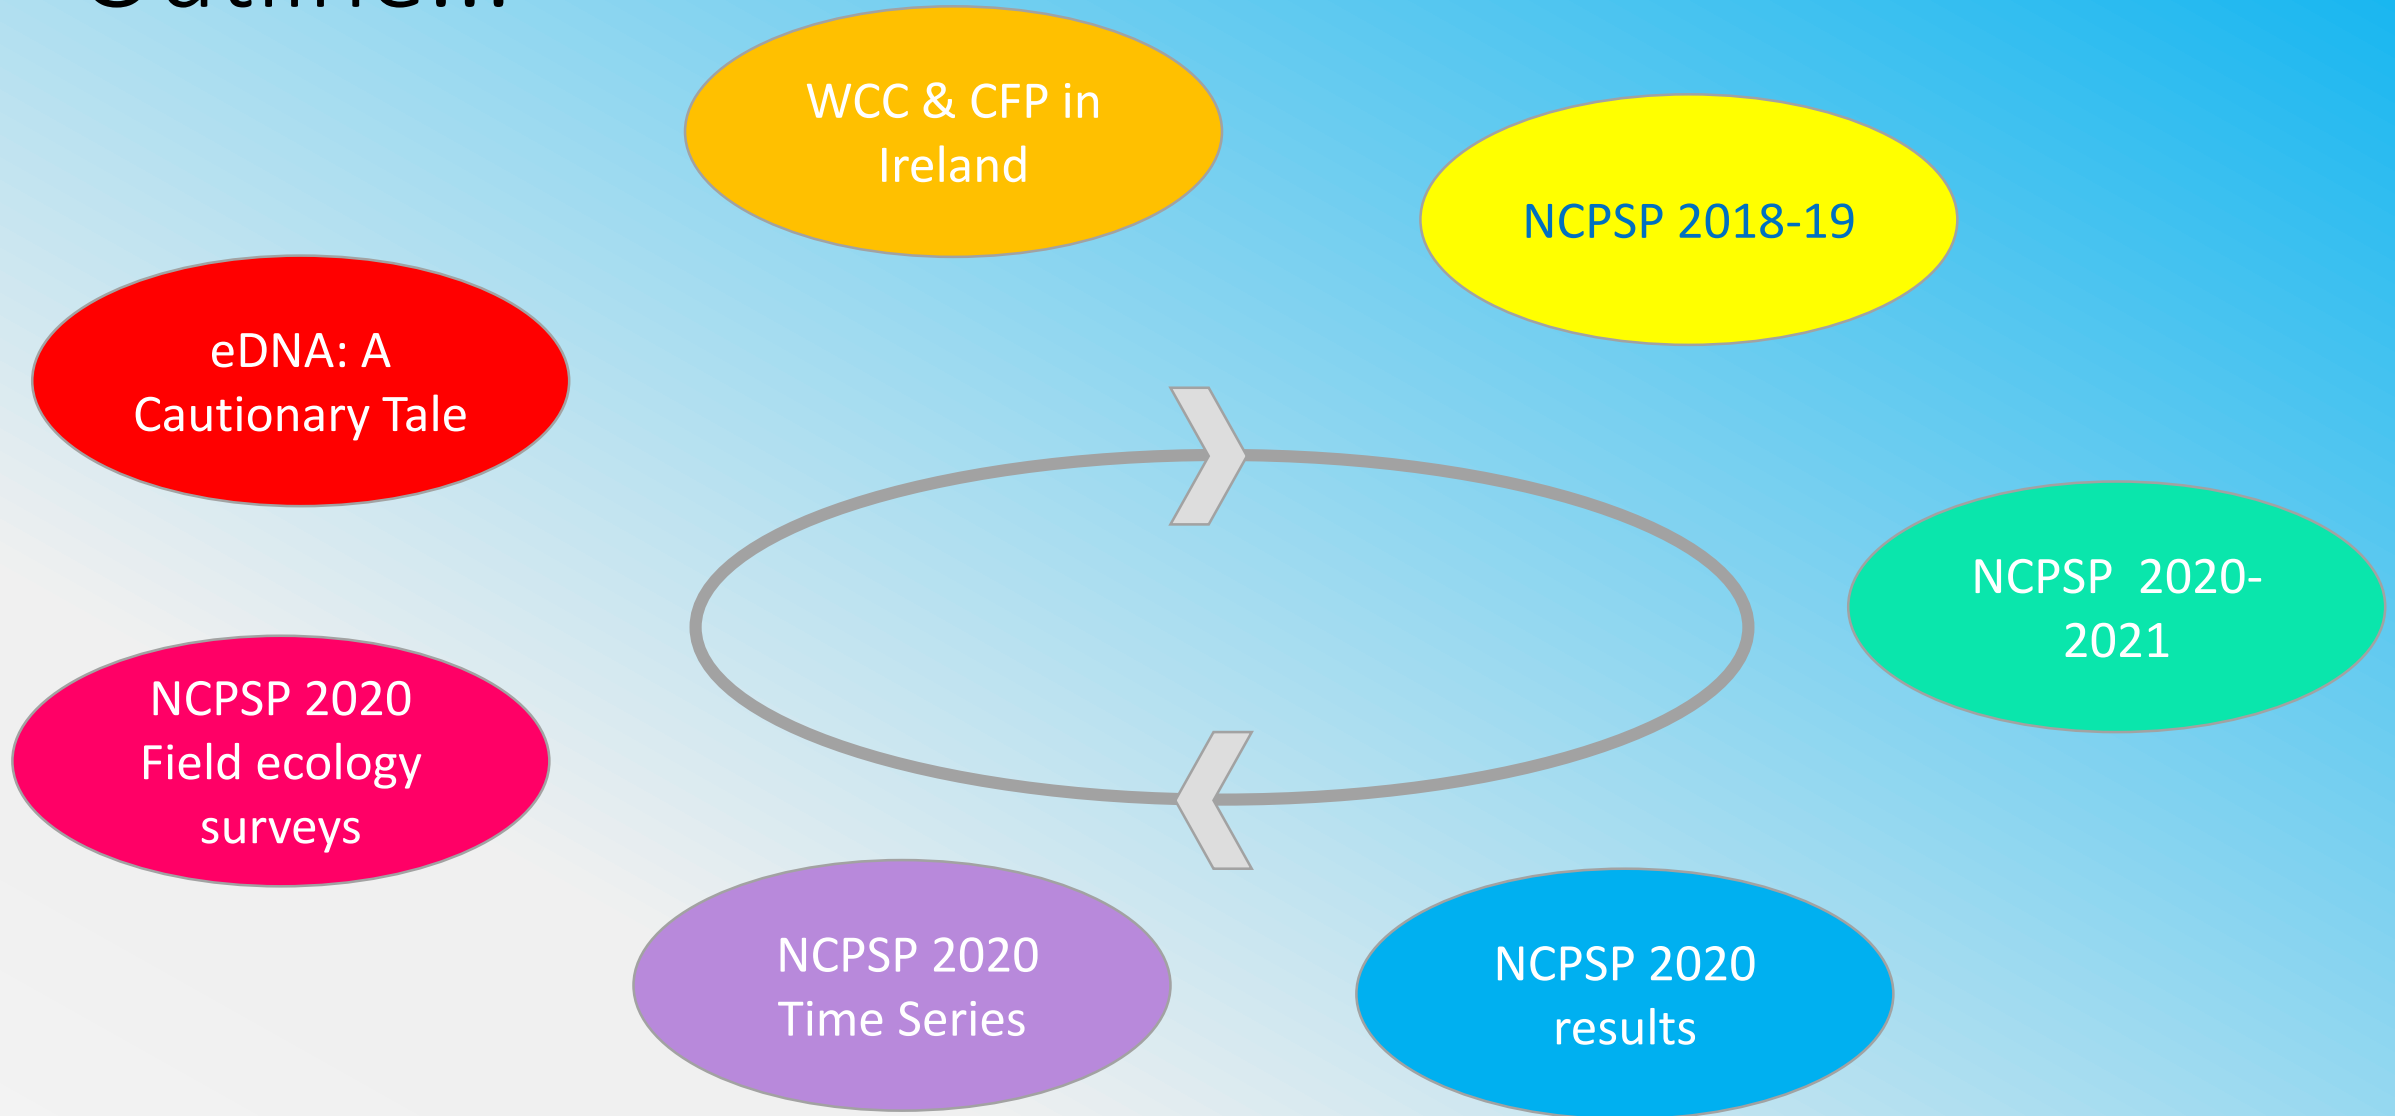 Outline...
WCC & CFP in
Ireland
NCPSP 2018-19
NCPSP 2020-
2021
NCPSP 2020
results
NCPSP 2020
Time Series
NCPSP 2020
Field ecology
surveys
eDNA: A
Cautionary Tale